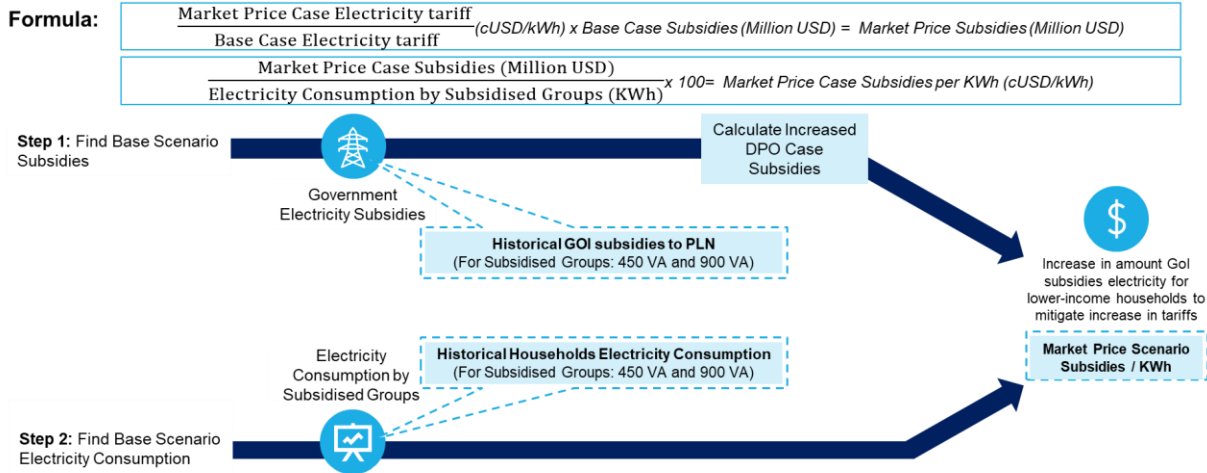 Formula:
Market Price Case Electricity tariff
Base Case Electricity tariff
(cUSD/kWh) x Base Case Subsidies (Million USD) = Market Price Subsidies (Million USD)
Market Price Case Subsidies (Million USD)
Electricity Consumption by Subsidised Groups (KWh)
x 100= Market Price Case Subsidies per KWh (cUSD/kWh)
Step 1: Find Base Scenario
Subsidies
Government
Electricity Subsidies
Calculate Increased
DPO Case
Subsidies
Historical GOI subsidies to PLN
(For Subsidised Groups: 450 VA and 900 VA)
$
Increase in amount GoI
subsidies electricity for
lower-income households to
mitigate increase in tariffs
Market Price Scenario
Subsidies / KWh
Electricity
Consumption by
Subsidised Groups
Historical Households Electricity Consumption
(For Subsidised Groups: 450 VA and 900 VA)
Step 2: Find Base Scenario
Electricity Consumption